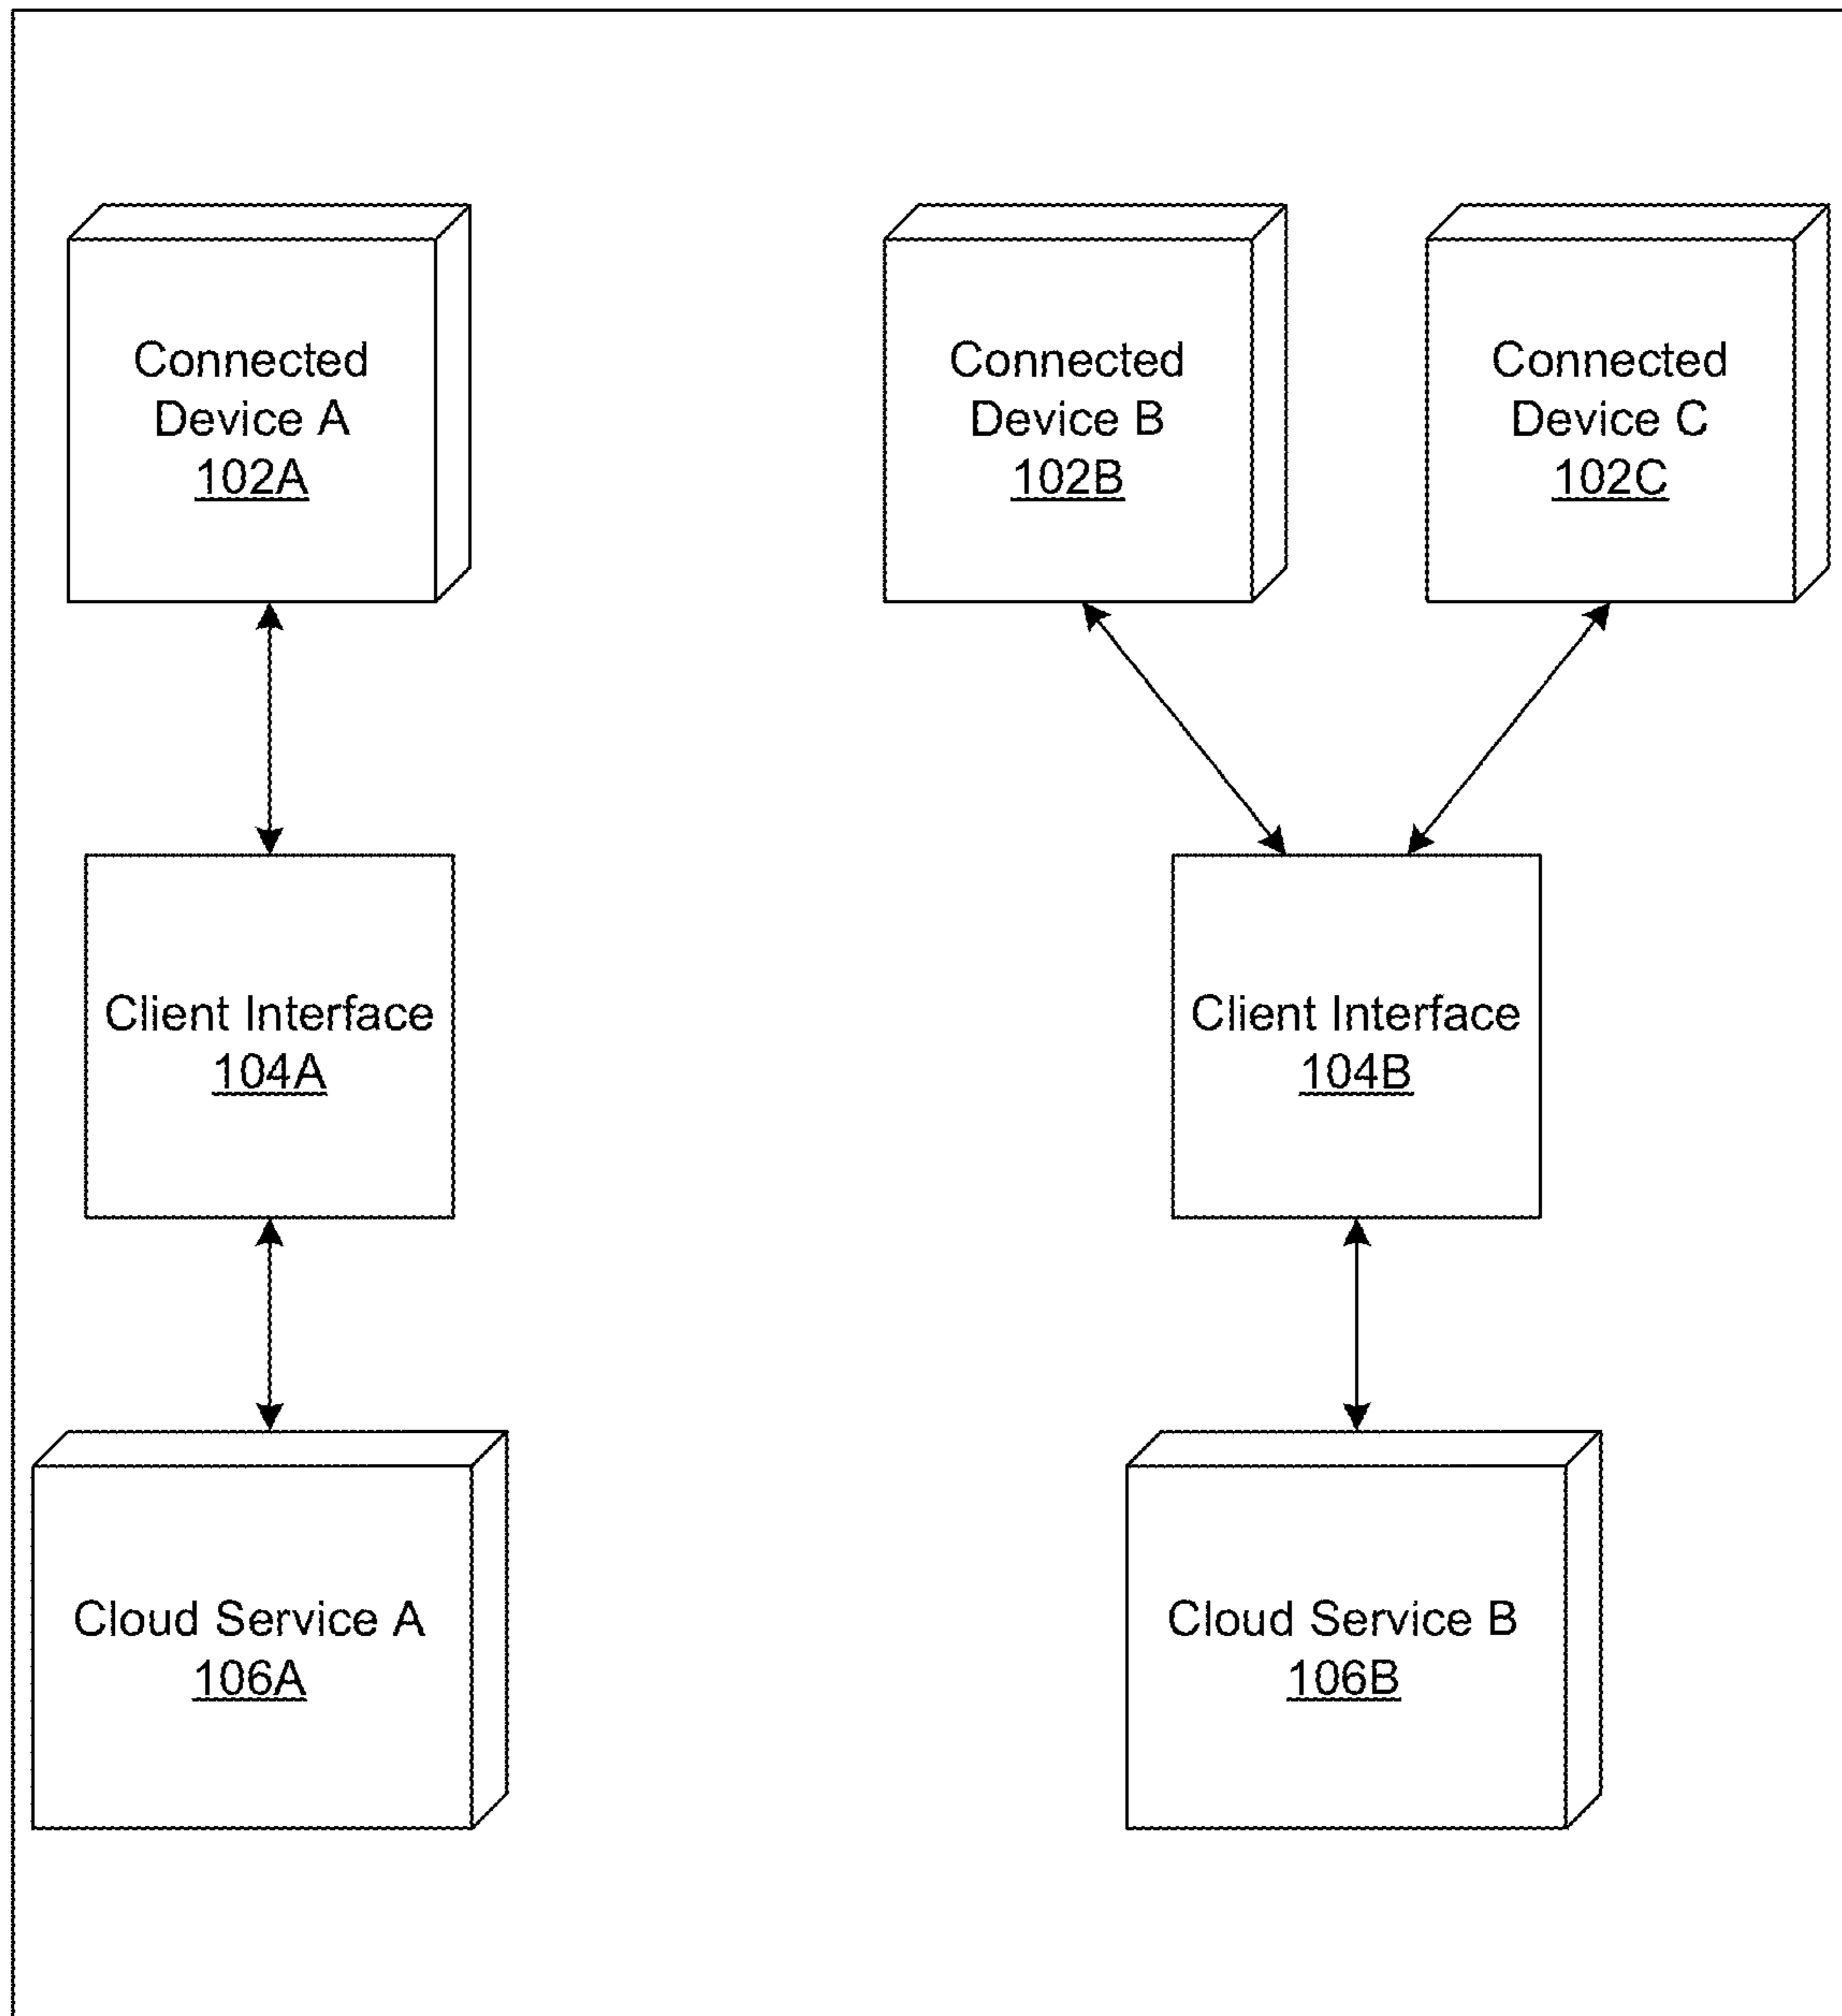 Connected
Device A
102A
Connected
Device B
102B
Connected
Device C
102C
Client Interface
104A
Client Interface
104B
Cloud Service A
106A
Cloud Service B
106B